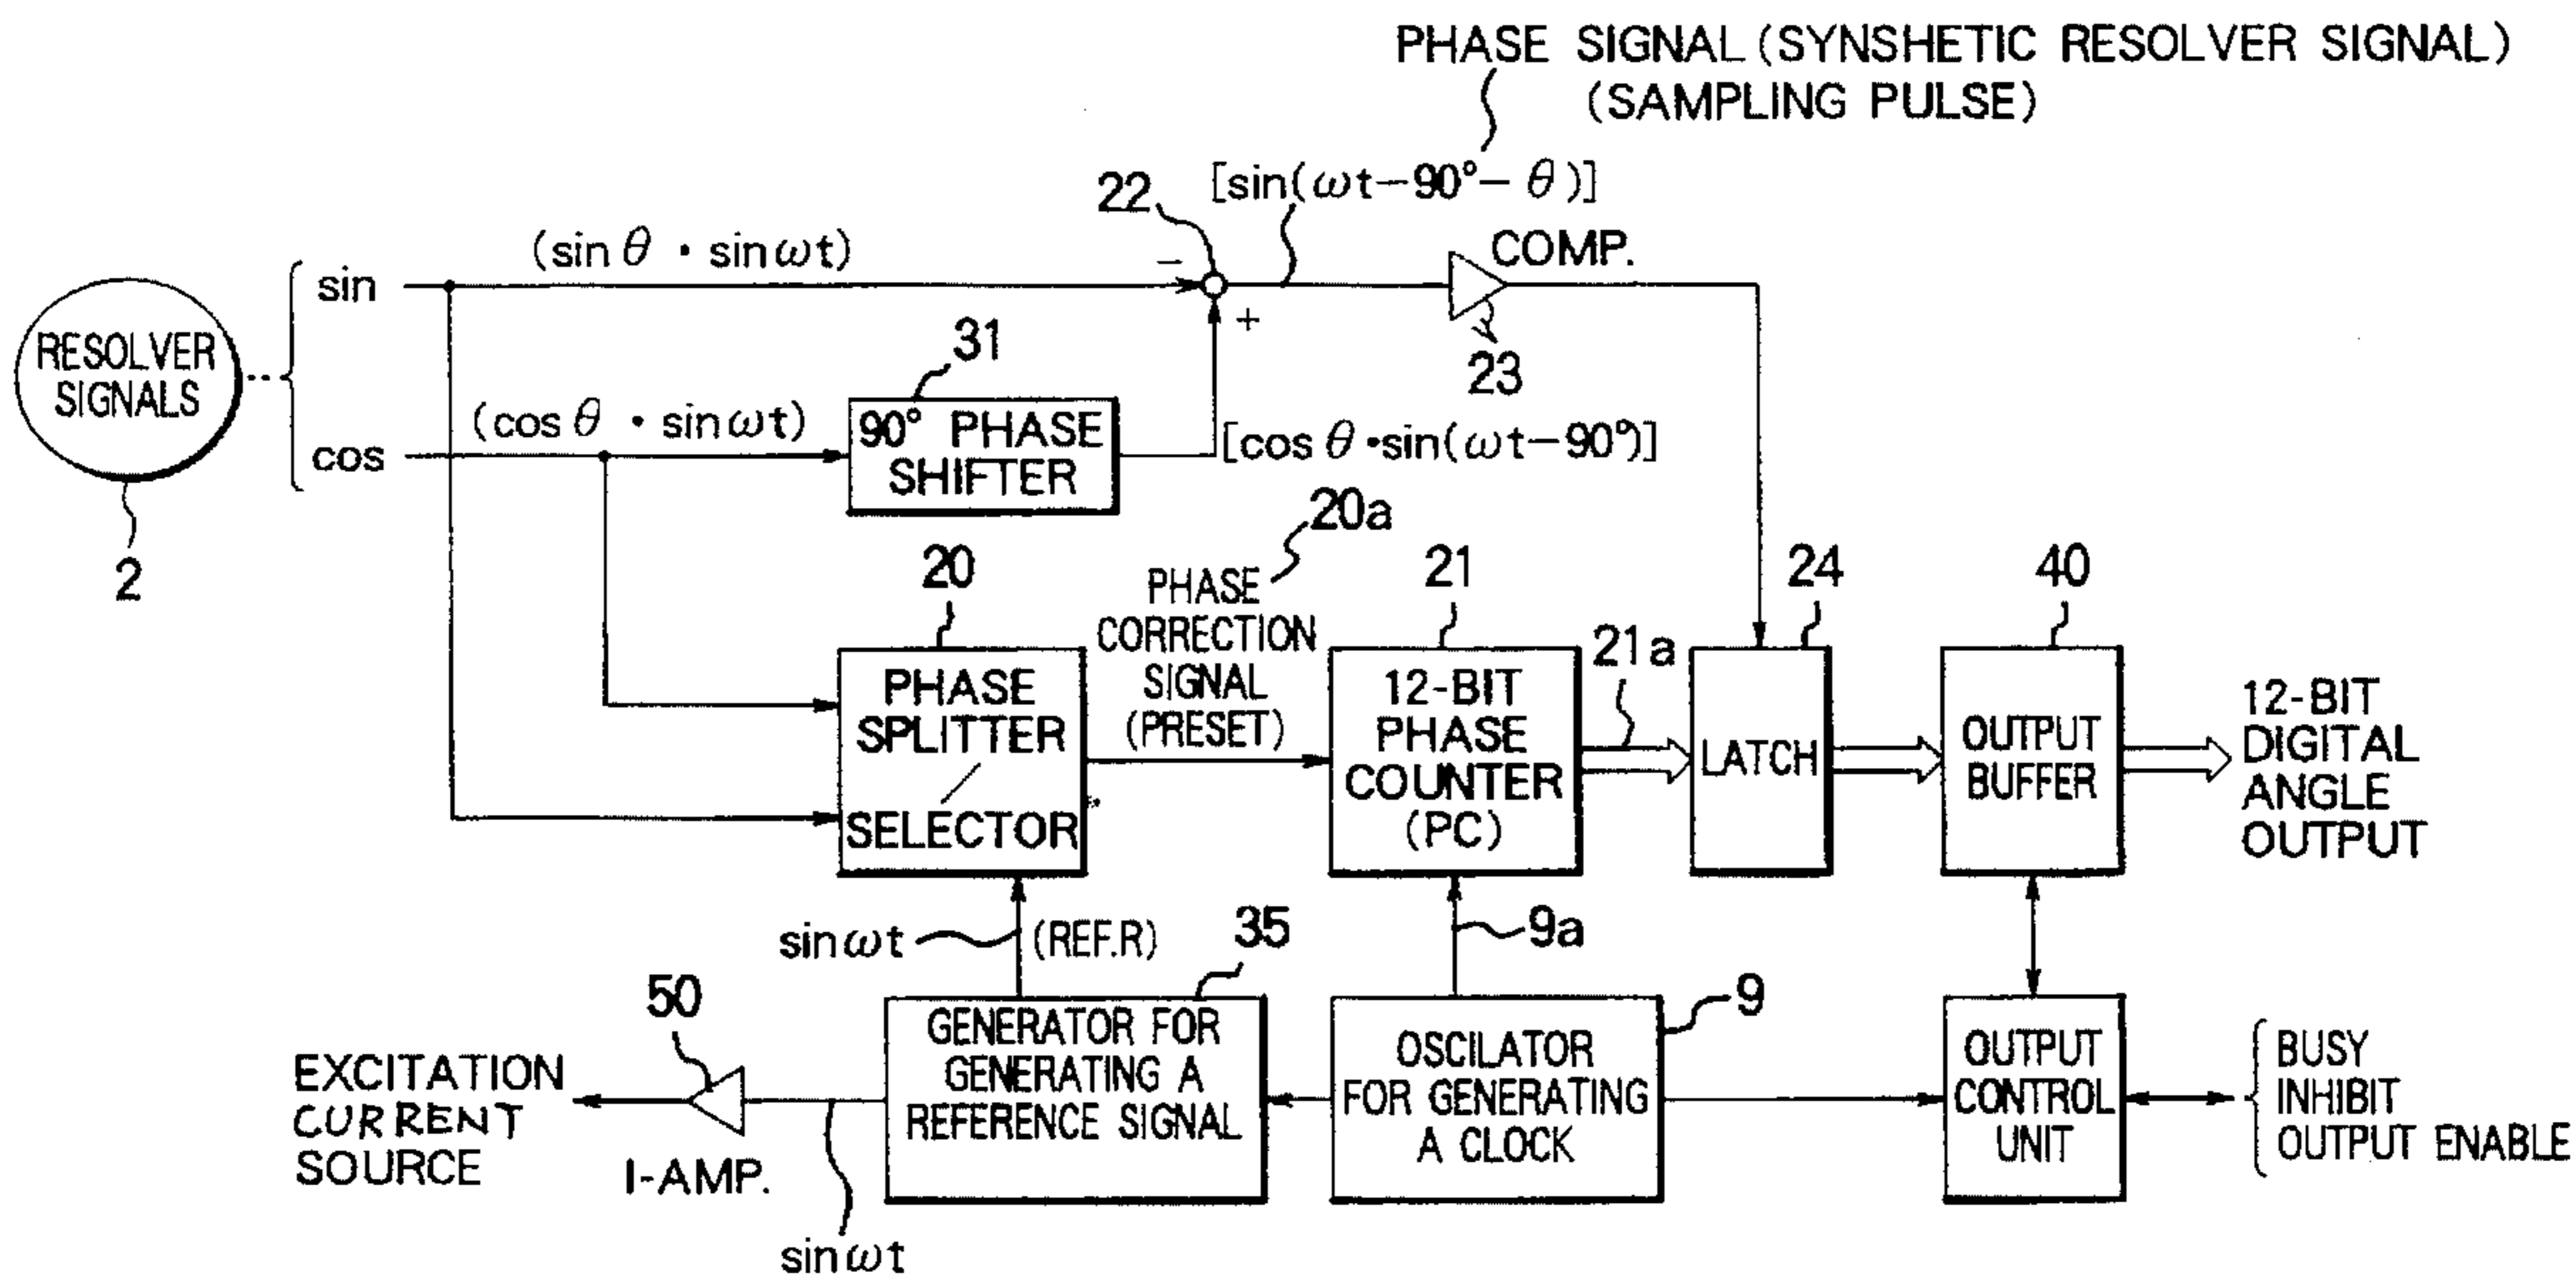 PHASE SIGNAL (SYNSHETIC RESOLVER SIGNAL)
(SAMPLING PULSE)
22
[sin(ωt−90°−θ)]
(sinθ・sinωt)
−
COMP.
sin
+
23
RESOLVER
SIGNALS
31
(cosθ・sinωt)
90° PHASE
SHIFTER
[cosθ・sin(ωt−90°)]
cos
2
20a
20
PHASE
CORRECTION
SIGNAL
(PRESET)
21
21a
24
40
PHASE
SPLITTER
/
SELECTOR
12-BIT
PHASE
COUNTER
(PC)
LATCH
OUTPUT
BUFFER
12-BIT
DIGITAL
ANGLE
OUTPUT
sinωt
(REF.R)
35
9a
9
50
EXCITATION
CURRENT
SOURCE
I-AMP.
sinωt
GENERATOR FOR
GENERATING A
REFERENCE SIGNAL
OSCILATOR
FOR GENERATING
A CLOCK
OUTPUT
CONTROL
UNIT
BUSY
INHIBIT
OUTPUT ENABLE